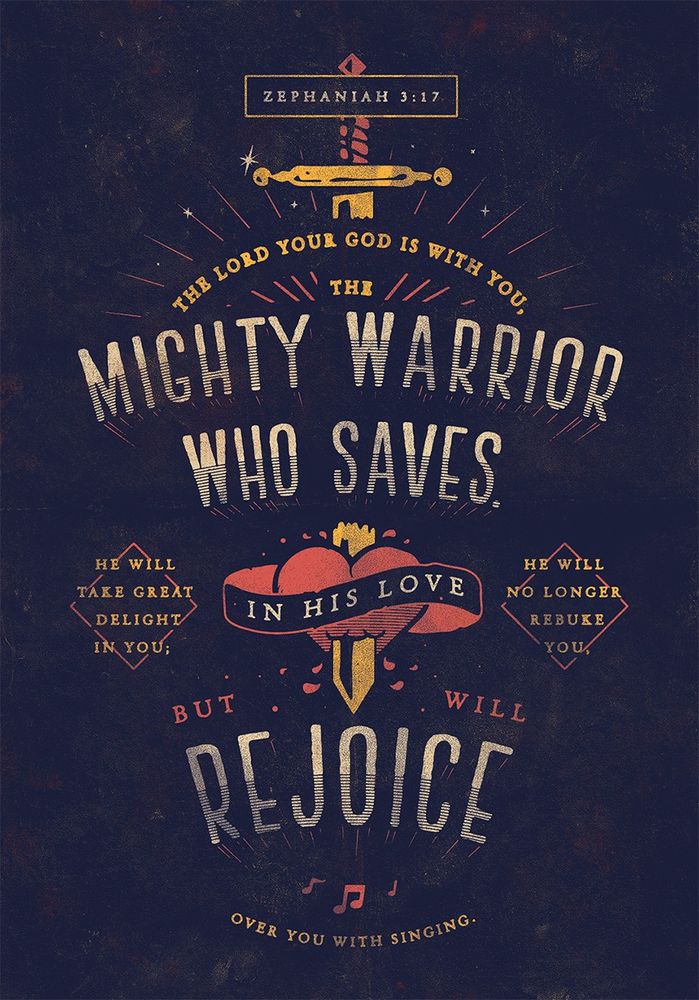 ZEPHANIAH 3:17
THE LORD YOUR GOD IS WITH YOU,
THE
MIGHTY WARRIOR
WHO SAVES.
HE WILL
TAKE GREAT
DELIGHT
IN YOU;
IN HIS LOVE
HE WILL
NO LONGER
REBUKE
YOU,
BUT WILL
REJOICE
OVER YOU WITH SINGING.